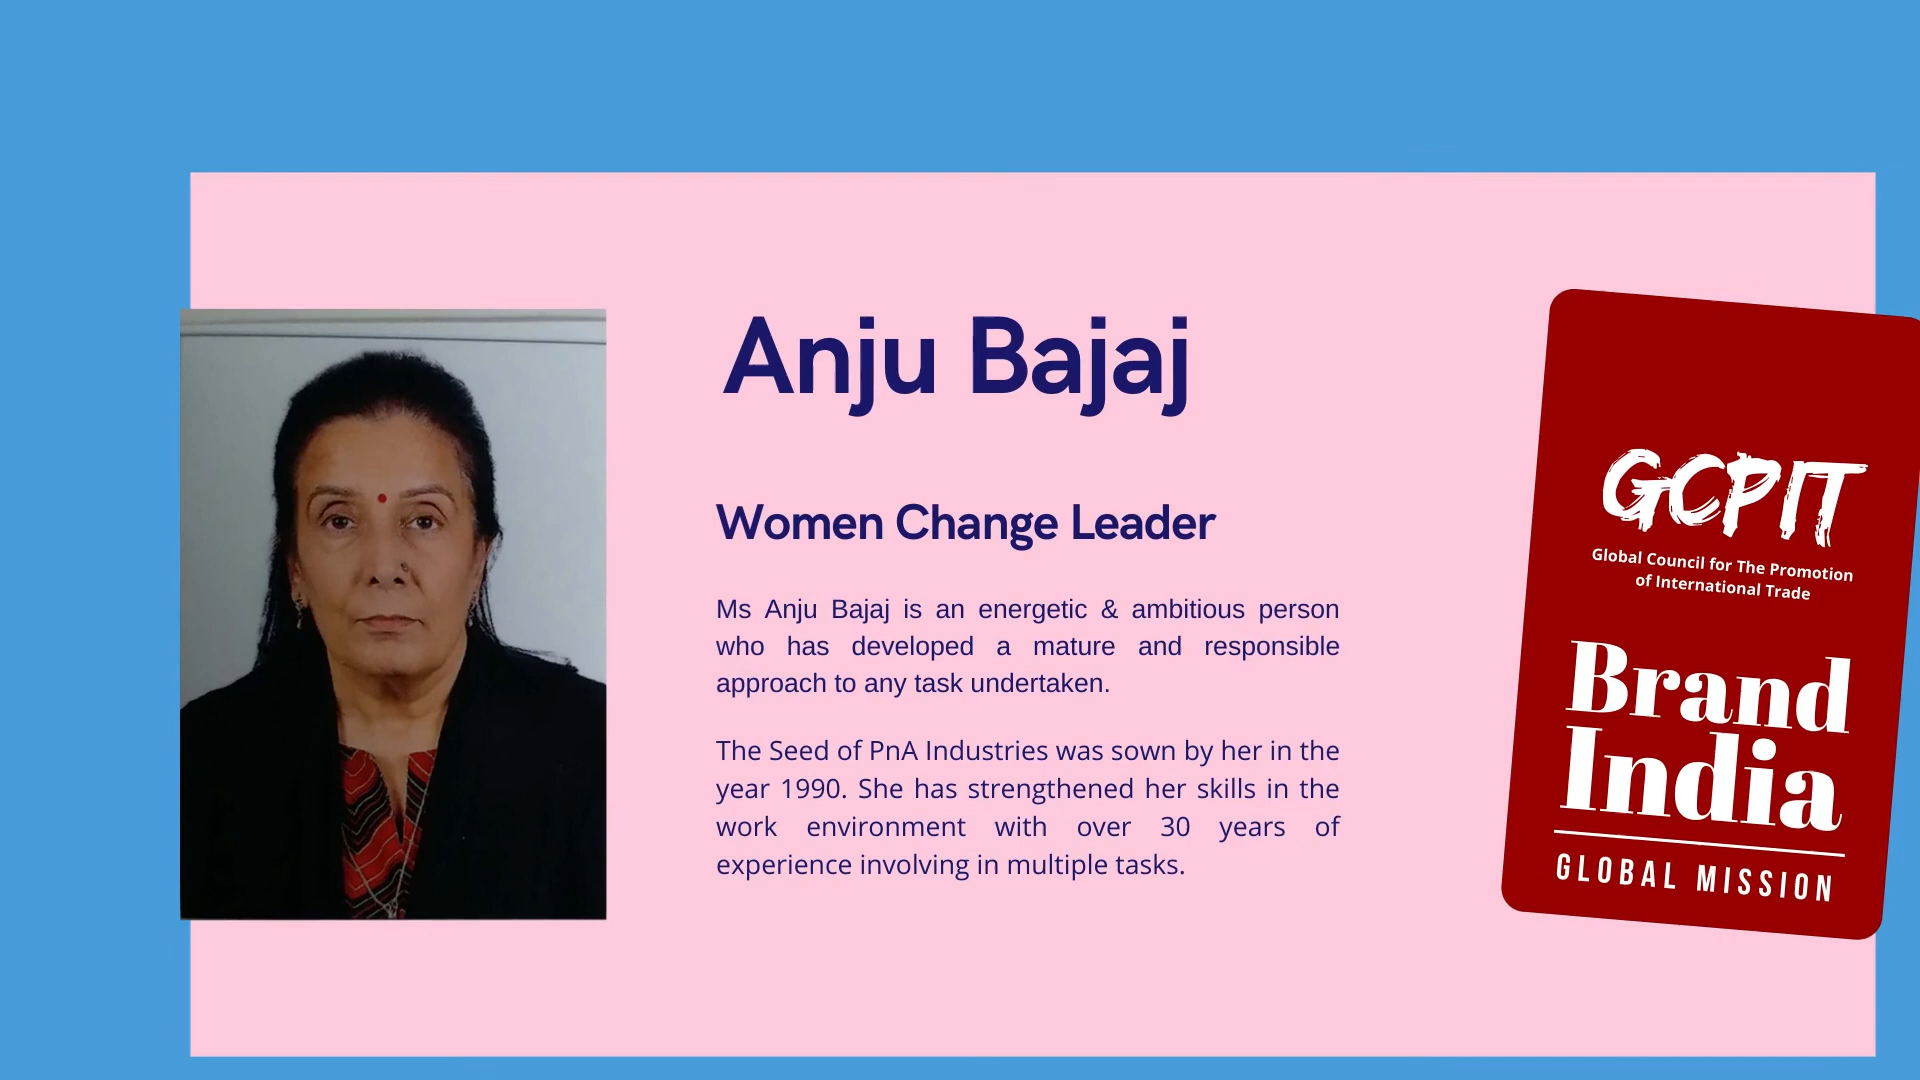 Anju Bajaj
Women Change Leader
Ms Anju Bajaj is an energetic & ambitious person
who has developed a mature and responsible
approach to any task undertaken.
The Seed of PnA Industries was sown by her in the
year 1990. She has strengthened her skills in the
work environment with over 30 years of
experience involving in multiple tasks.
GCPIT
Global Council for The Promotion
of International Trade
Brand
India
GLOBAL MISSION